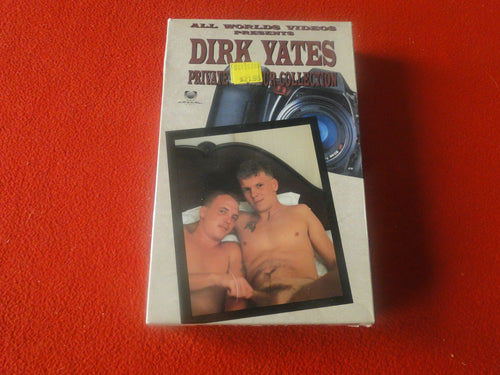 ALL WORLDS VIDEOS
PRESENTS
DIRK YATES
PRIVATE COLLECTION